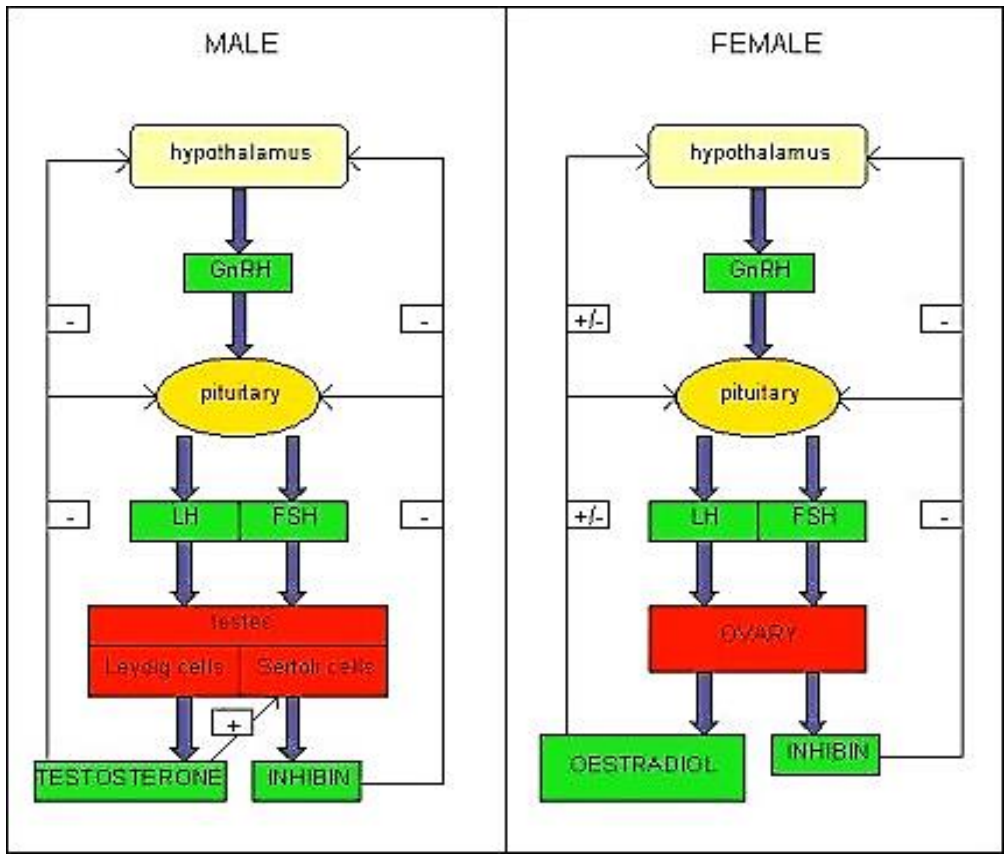 MALE
hypothalamus
GnRH
-
-
pituitary
-
-
LH FSH
testes
Leydig cells Sertoli cells
+
TESTOSTERONE INHIBIN
FEMALE
hypothalamus
GnRH
+/-
-
pituitary
+/-
-
LH FSH
OVARY
OESTRADIOL INHIBIN